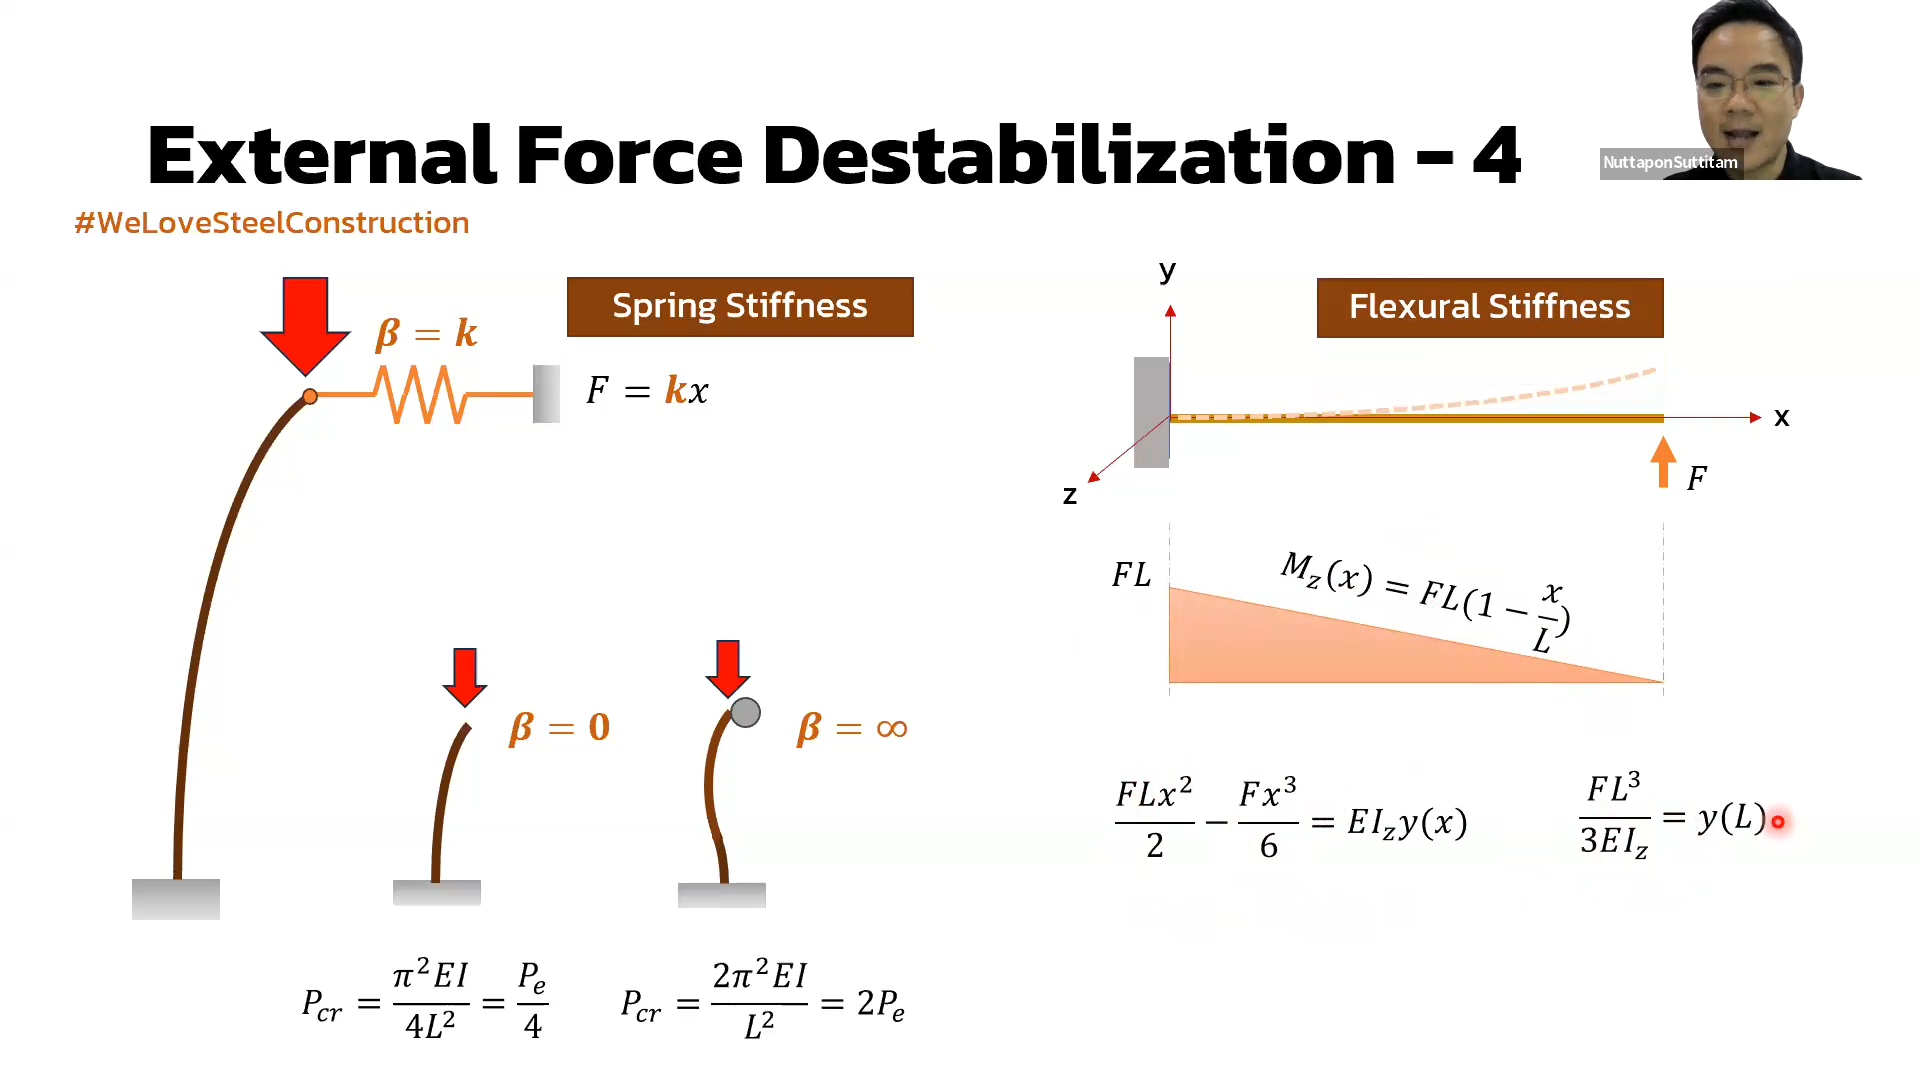 External Force Destabilization - 4
NuttaponSuttitam
#WeLoveSteelConstruction
Spring Stiffness
β = k
F = kx
β = 0
β = ∞
P_cr = π²EI/4L² = P_e/4
P_cr = 2π²EI/L² = 2P_e
Flexural Stiffness
y
x
z
F
FL
M_z(x) = FL(1 − x/L)
FLx²/2 − Fx³/6 = EI_z y(x)
FL³/3EI_z = y(L)